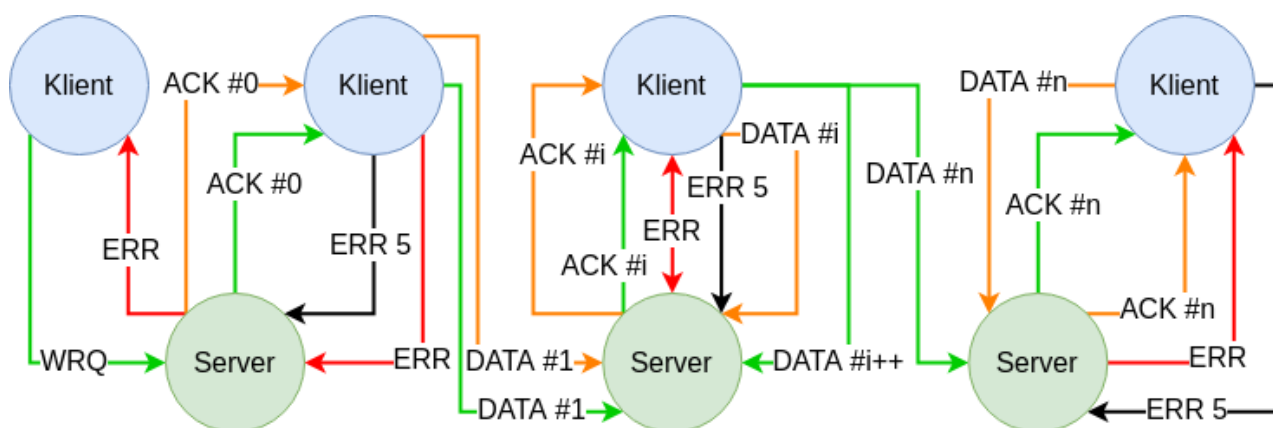 Klient
ACK #0
Klient
Klient
DATA #n
Klient
DATA #i
ACK #i
DATA #n
ACK #0
ERR 5
ACK #n
ERR
ERR
ERR 5
ACK #i
ACK #n
WRQ
Server
ERR
DATA #1
Server
DATA #i++
Server
ERR
DATA #1
ERR 5